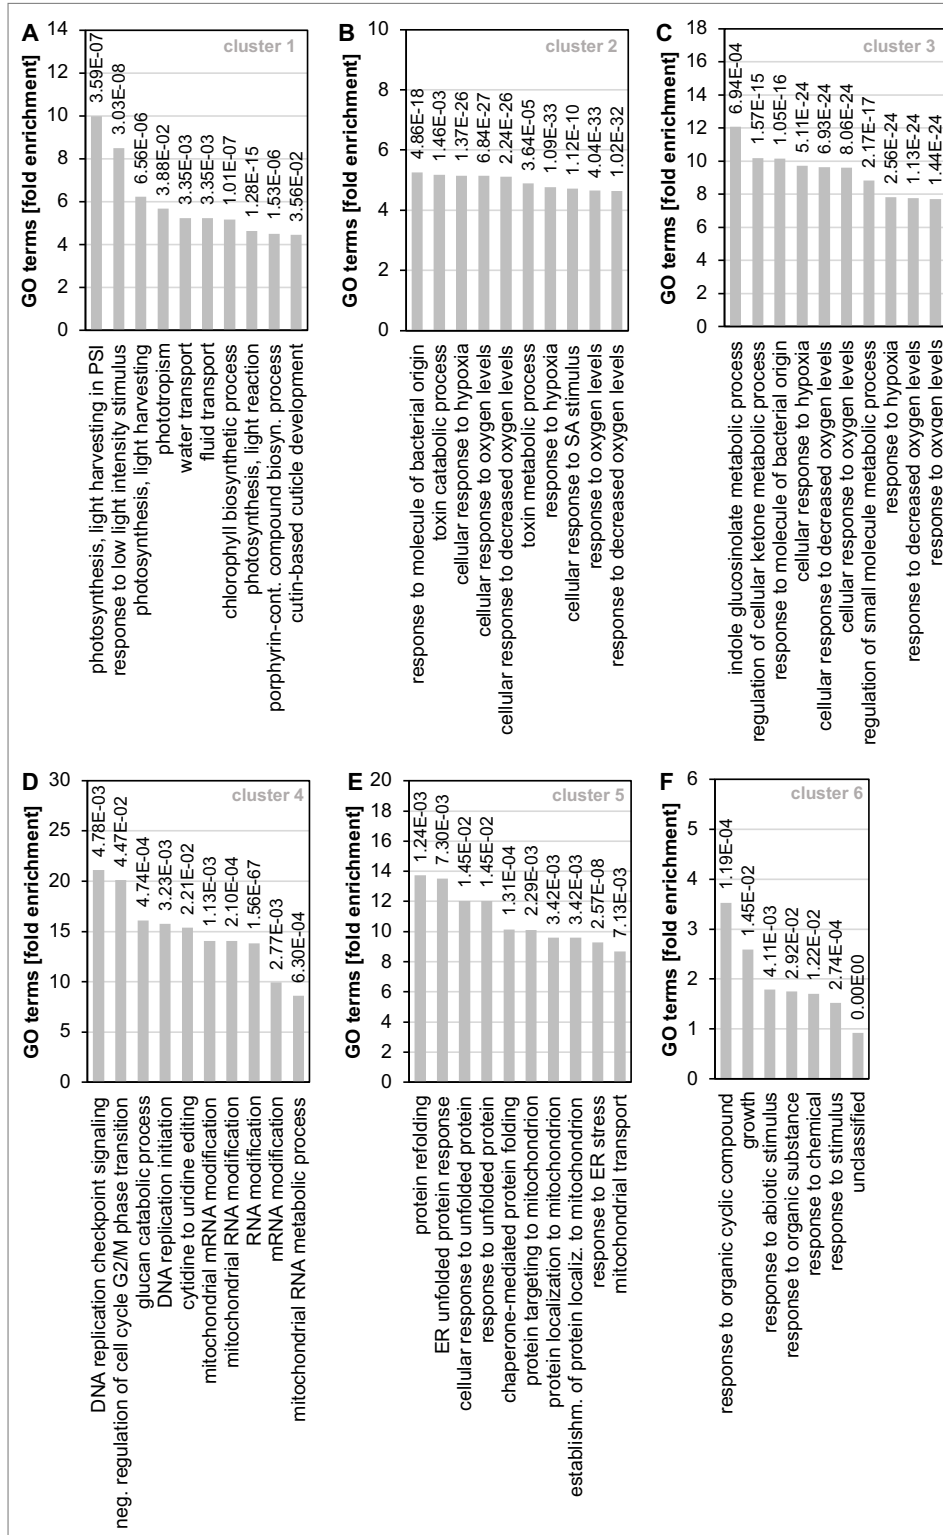 A
GO terms [fold enrichment]
14
12
10
8
6
4
2
0
cluster 1
3.59E-07
3.03E-08
6.56E-06
3.88E-02
3.35E-03
3.35E-03
1.01E-07
1.28E-15
1.53E-06
3.56E-02
photosynthesis, light harvesting in PSI
response to low light intensity stimulus
photosynthesis, light harvesting
phototropism
water transport
fluid transport
chlorophyll biosynthetic process
photosynthesis, light reaction
porphyrin-cont. compound biosyn. process
cutin-based cuticle development
B
GO terms [fold enrichment]
10
8
6
4
2
0
cluster 2
4.86E-18
1.46E-03
1.37E-26
6.84E-27
2.24E-26
3.64E-05
1.09E-33
1.12E-10
4.04E-33
1.02E-32
response to molecule of bacterial origin
toxin catabolic process
cellular response to hypoxia
cellular response to oxygen levels
cellular response to decreased oxygen levels
toxin metabolic process
response to hypoxia
cellular response to SA stimulus
response to oxygen levels
response to decreased oxygen levels
C
GO terms [fold enrichment]
18
16
14
12
10
8
6
4
2
0
cluster 3
6.94E-04
1.57E-15
1.05E-16
5.11E-24
6.93E-24
8.06E-24
2.17E-17
2.56E-24
1.13E-24
1.44E-24
indole glucosinolate metabolic process
regulation of cellular ketone metabolic process
response to molecule of bacterial origin
cellular response to hypoxia
cellular response to decreased oxygen levels
cellular response to oxygen levels
regulation of small molecule metabolic process
response to hypoxia
response to decreased oxygen levels
response to oxygen levels
D
GO terms [fold enrichment]
30
25
20
15
10
5
0
cluster 4
4.78E-03
4.47E-02
4.74E-04
3.23E-03
2.21E-02
1.13E-03
2.10E-04
1.56E-67
2.77E-03
6.30E-04
DNA replication checkpoint signaling
neg. regulation of cell cycle G2/M phase transition
glucan catabolic process
DNA replication initiation
cytidine to uridine editing
mitochondrial mRNA modification
mitochondrial RNA modification
RNA modification
mRNA modification
mitochondrial RNA metabolic process
E
GO terms [fold enrichment]
20
18
16
14
12
10
8
6
4
2
0
cluster 5
1.24E-03
7.30E-03
1.45E-02
1.45E-02
1.31E-04
2.29E-03
3.42E-03
3.42E-03
2.57E-08
7.13E-03
protein refolding
ER unfolded protein response
cellular response to unfolded protein
response to unfolded protein
chaperone-mediated protein folding
protein targeting to mitochondrion
protein localization to mitochondrion
establishm. of protein localiz. to mitochondrion
response to ER stress
mitochondrial transport
F
GO terms [fold enrichment]
6
5
4
3
2
1
0
cluster 6
1.19E-04
1.45E-02
4.11E-03
2.92E-02
1.22E-02
2.74E-04
0.00E00
response to organic cyclic compound
growth
response to abiotic stimulus
response to organic substance
response to chemical
response to stimulus
unclassified